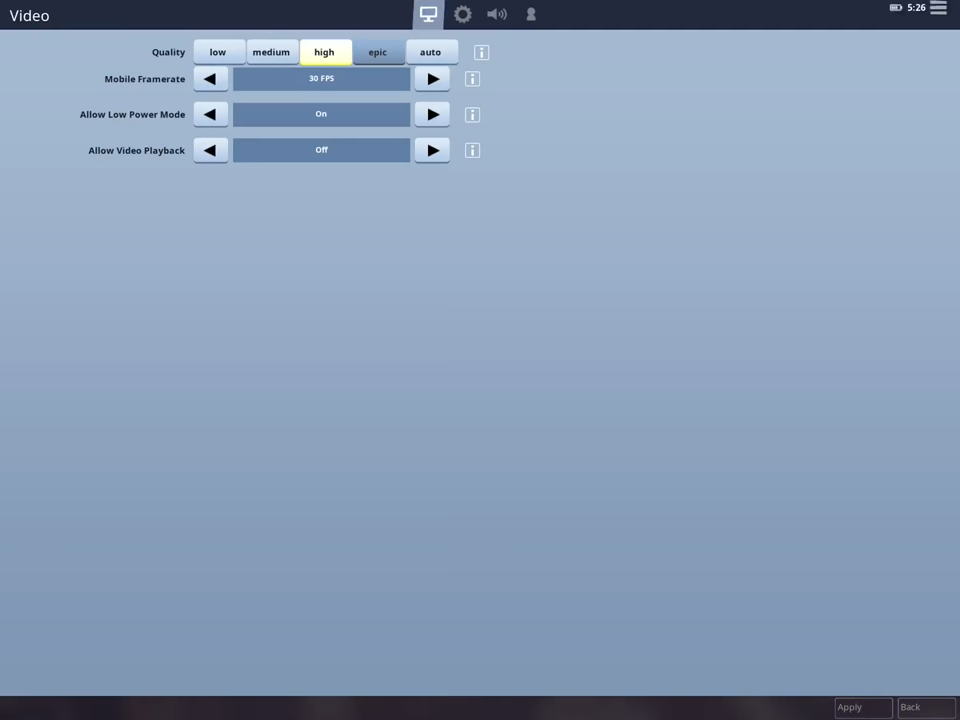 Video
5:26
Quality low medium high epic auto
Mobile Framerate 30 FPS
Allow Low Power Mode On
Allow Video Playback Off
Apply Back